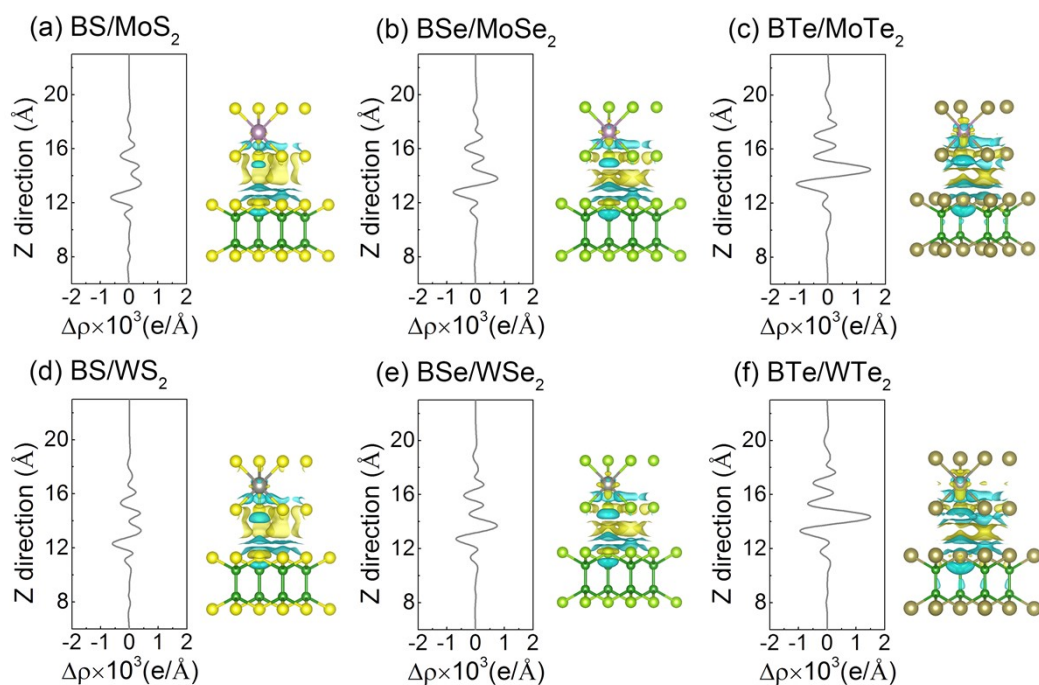 (a) BS/MoS₂
(b) BSe/MoSe₂
(c) BTe/MoTe₂
Z direction (Å)
20
16
12
8
-2 -1 0 1 2
Δρ×10³(e/Å)
Z direction (Å)
20
16
12
8
-2 -1 0 1 2
Δρ×10³(e/Å)
Z direction (Å)
20
16
12
8
-2 -1 0 1 2
Δρ×10³(e/Å)
(d) BS/WS₂
(e) BSe/WSe₂
(f) BTe/WTe₂
Z direction (Å)
20
16
12
8
-2 -1 0 1 2
Δρ×10³(e/Å)
Z direction (Å)
20
16
12
8
-2 -1 0 1 2
Δρ×10³(e/Å)
Z direction (Å)
20
16
12
8
-2 -1 0 1 2
Δρ×10³(e/Å)